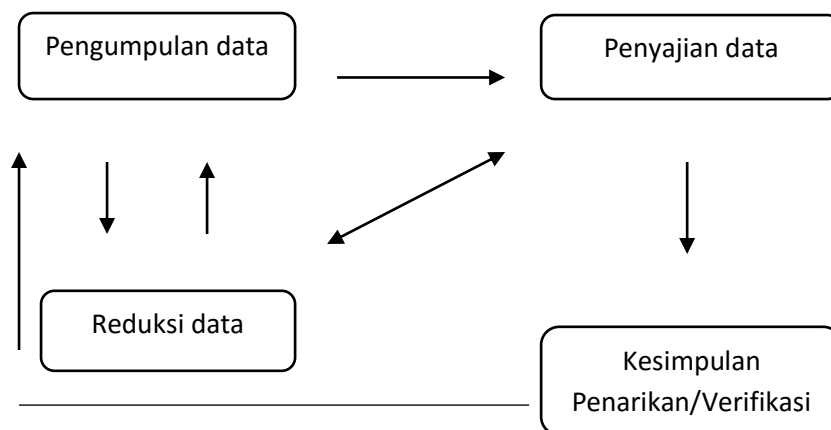 Pengumpulan data
Penyajian data
Reduksi data
Kesimpulan
Penarikan/Verifikasi